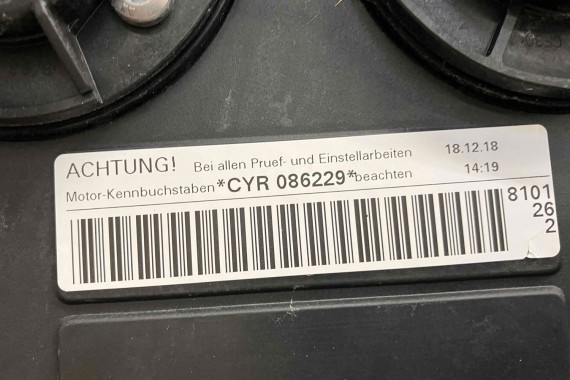 ACHTUNG! Bei allen Pruef- und Einstellarbeiten 18.12.18
Motor-Kennbuchstaben *CYR 086229* beachten 14:19
8101
26
2